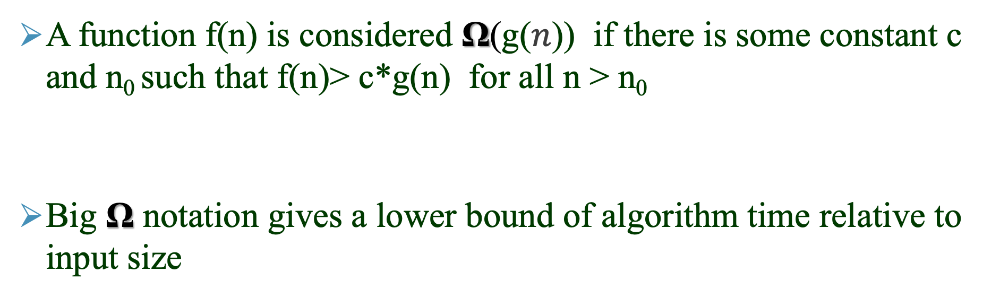 ➢A function f(n) is considered Ω(g(n)) if there is some constant c
and n₀ such that f(n)> c*g(n) for all n > n₀
➢Big Ω notation gives a lower bound of algorithm time relative to
input size